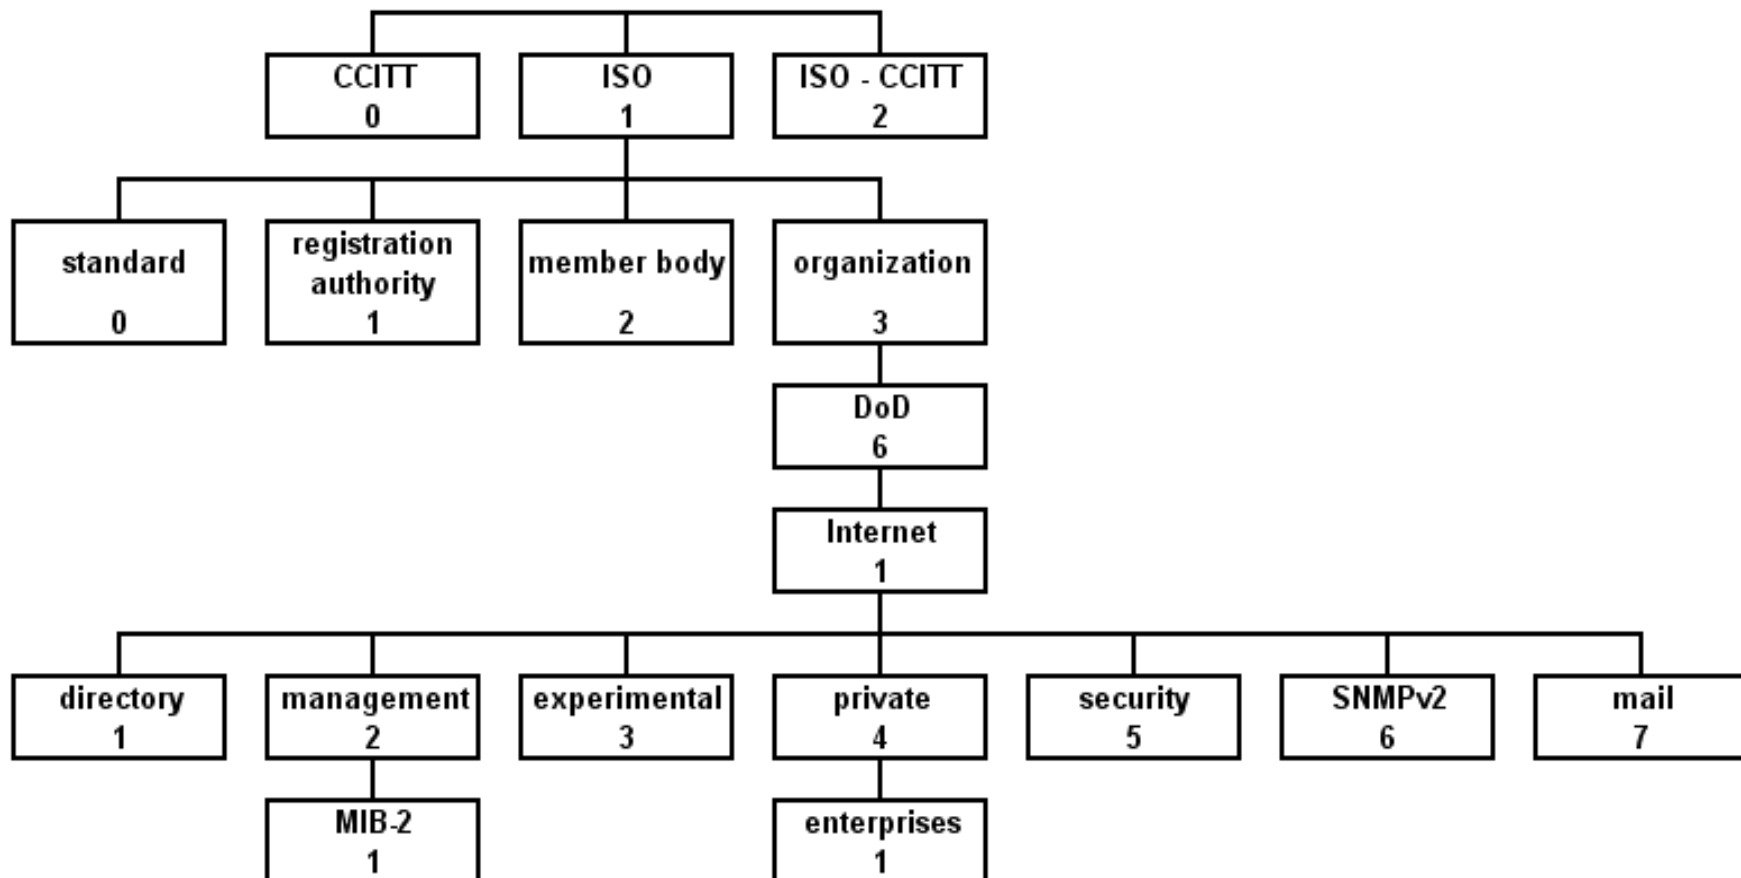 CCITT
0
ISO
1
ISO - CCITT
2
standard
0
registration
authority
1
member body
2
organization
3
DoD
6
Internet
1
directory
1
management
2
experimental
3
private
4
security
5
SNMPv2
6
mail
7
MIB-2
1
enterprises
1